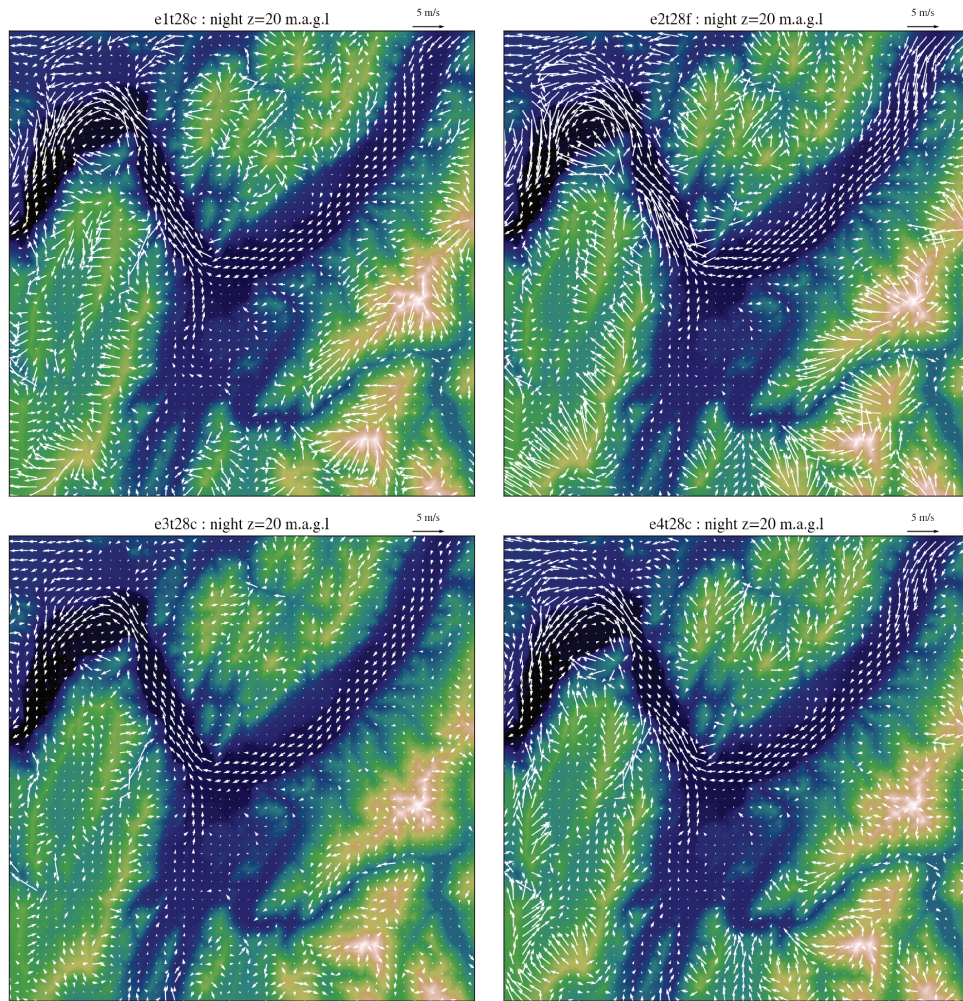 e1t28c : night z=20 m.a.g.l
5 m/s
e2t28f : night z=20 m.a.g.l
5 m/s
e3t28c : night z=20 m.a.g.l
5 m/s
e4t28c : night z=20 m.a.g.l
5 m/s